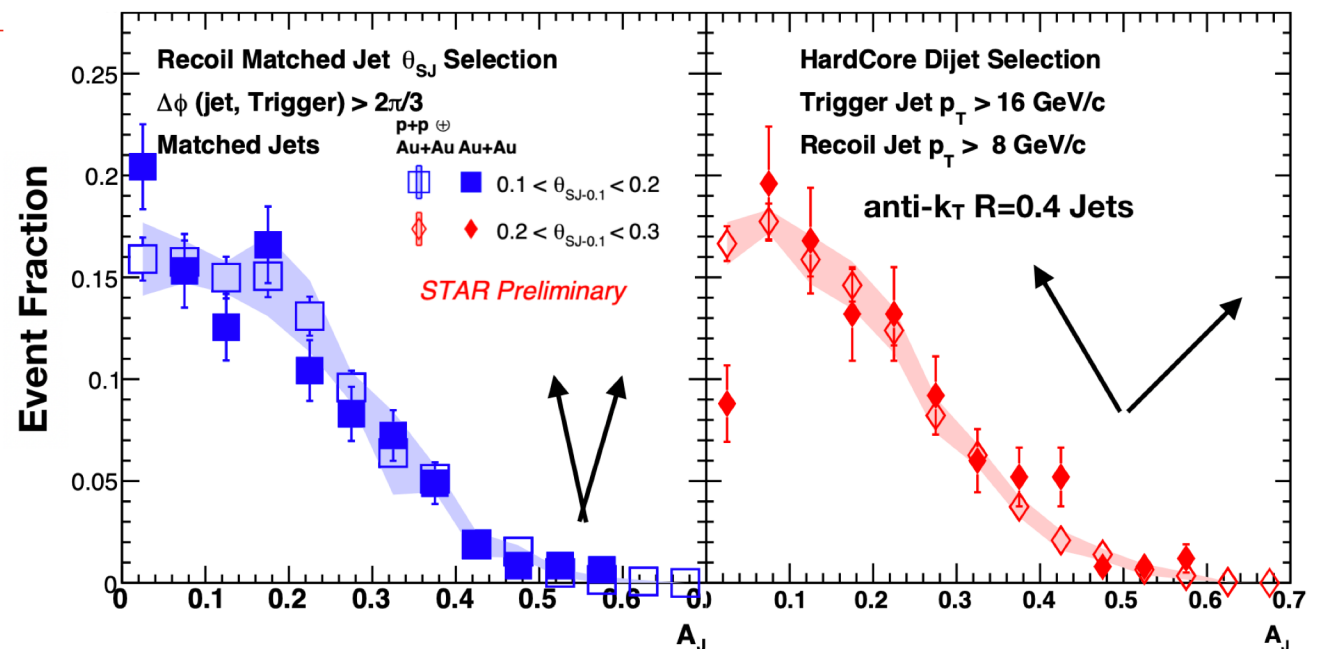 Recoil Matched Jet θSJ Selection
Δϕ (jet, Trigger) > 2π/3
Matched Jets
p+p ⊕
Au+Au Au+Au
0.1 < θSJ-0.1 < 0.2
0.2 < θSJ-0.1 < 0.3
STAR Preliminary
HardCore Dijet Selection
Trigger Jet pT > 16 GeV/c
Recoil Jet pT > 8 GeV/c
anti-kT R=0.4 Jets
Event Fraction
0.25
0.2
0.15
0.1
0.05
0
0 0.1 0.2 0.3 0.4 0.5 0.6
0.1 0.2 0.3 0.4 0.5 0.6 0.7
AJ
AJ